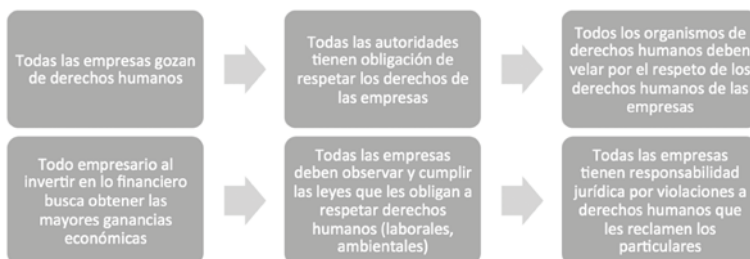 Todas las empresas gozan
de derechos humanos
Todas las autoridades
tienen obligación de
respetar los derechos de
las empresas
Todos los organismos de
derechos humanos deben
velar por el respeto de los
derechos humanos de las
empresas
Todo empresario al
invertir en lo financiero
busca obtener las
mayores ganancias
económicas
Todas las empresas
deben observar y cumplir
las leyes que les obligan a
respetar derechos
humanos (laborales,
ambientales)
Todas las empresas
tienen responsabilidad
jurídica por violaciones a
derechos humanos que
les reclamen los
particulares